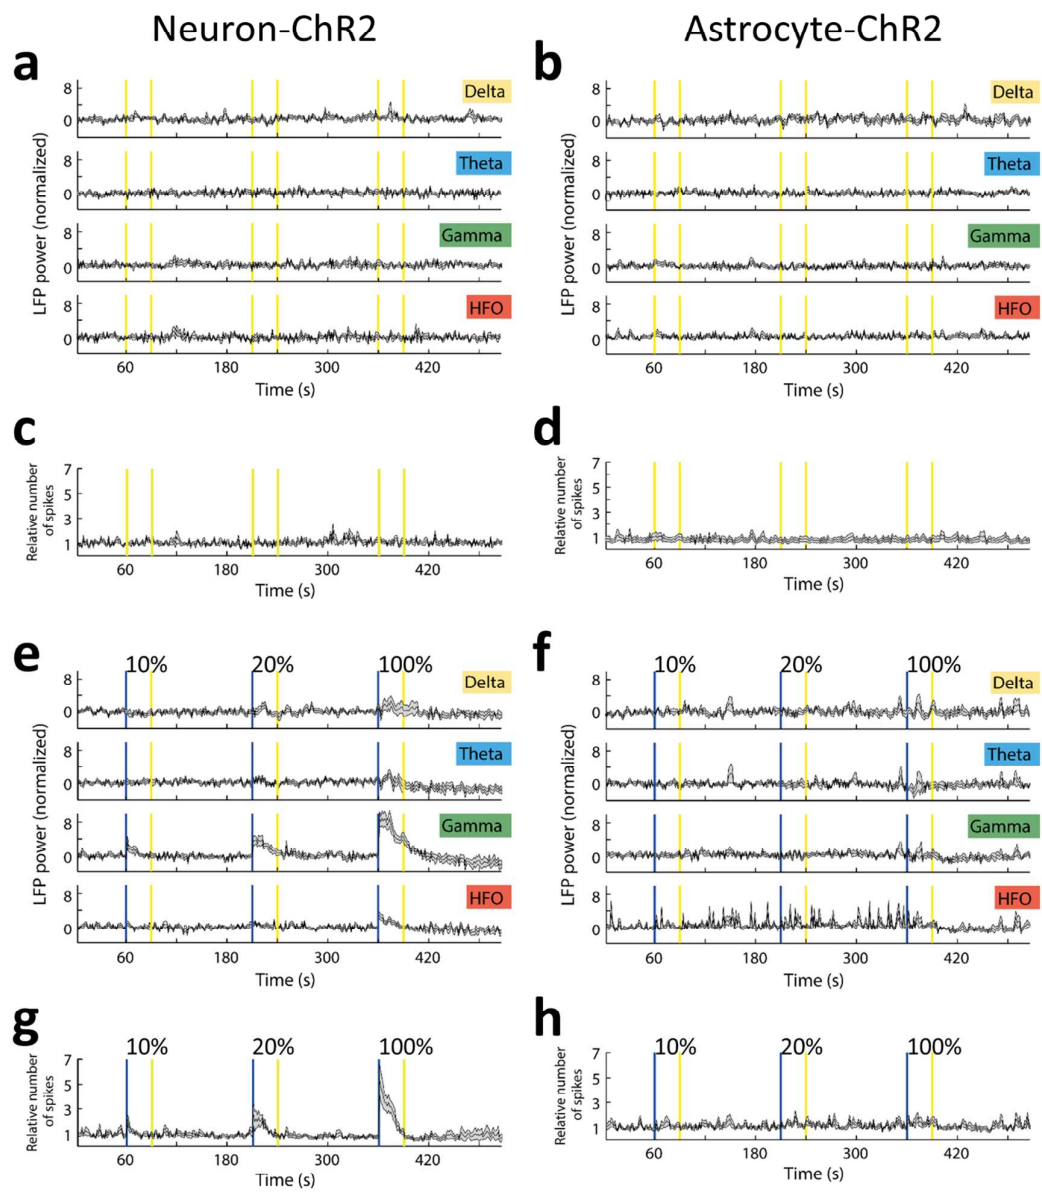 Neuron-ChR2
Astrocyte-ChR2
a
LFP power (normalized)
8
0
Delta
8
0
Theta
8
0
Gamma
8
0
HFO
60 180 300 420
Time (s)
b
LFP power (normalized)
8
0
Delta
8
0
Theta
8
0
Gamma
8
0
HFO
60 180 300 420
Time (s)
c
Relative number
of spikes
7
5
3
1
60 180 300 420
Time (s)
d
Relative number
of spikes
7
5
3
1
60 180 300 420
Time (s)
e
LFP power (normalized)
10% 20% 100%
8
0
Delta
8
0
Theta
8
0
Gamma
8
0
HFO
60 180 300 420
Time (s)
f
LFP power (normalized)
10% 20% 100%
8
0
Delta
8
0
Theta
8
0
Gamma
8
0
HFO
60 180 300 420
Time (s)
g
Relative number
of spikes
10% 20% 100%
7
5
3
1
60 180 300 420
Time (s)
h
Relative number
of spikes
10% 20% 100%
7
5
3
1
60 180 300 420
Time (s)